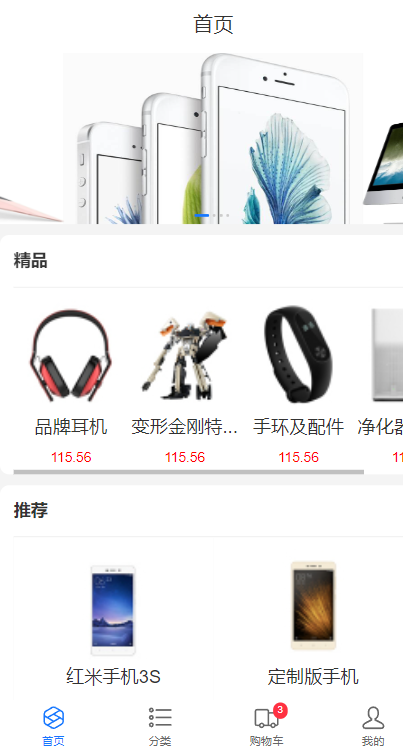 首页
精品
品牌耳机
变形金刚特...
手环及配件
净化
115.56
115.56
115.56
11
推荐
红米手机3S
定制版手机
3
首页
分类
购物车
我的